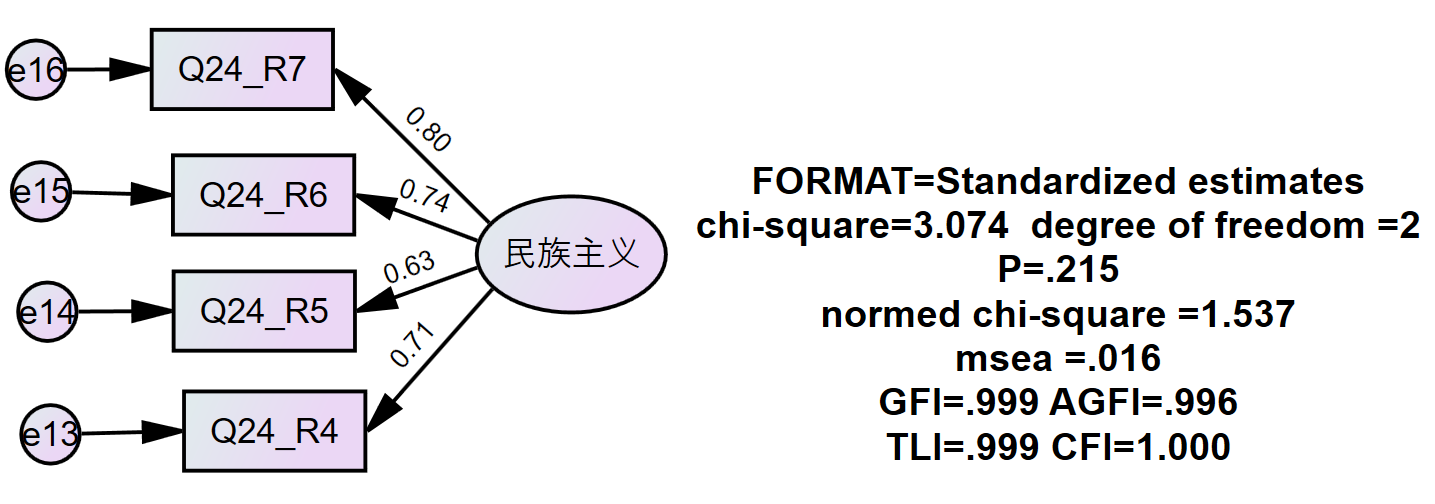 e16
Q24_R7
0.80
e15
Q24_R6
0.74
e14
Q24_R5
0.63
e13
Q24_R4
0.71
民族主义
FORMAT=Standardized estimates
chi-square=3.074 degree of freedom =2
P=.215
normed chi-square =1.537
msea =.016
GFI=.999 AGFI=.996
TLI=.999 CFI=1.000